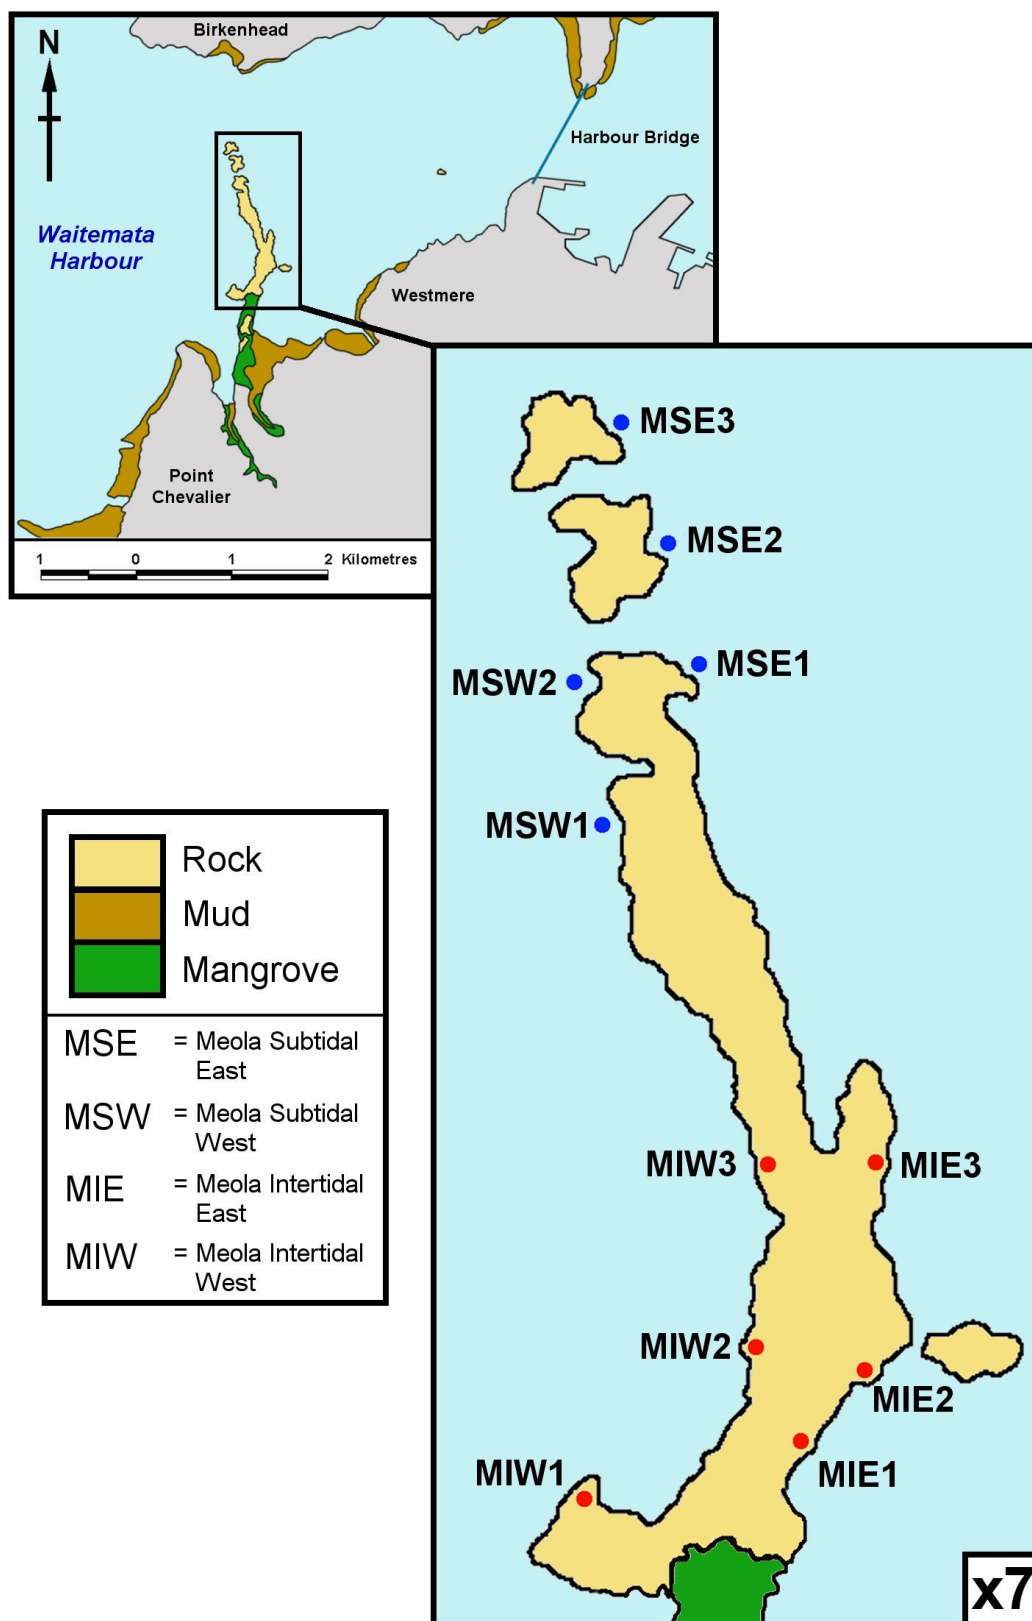 Birkenhead
N
Harbour Bridge
Waitemata
Harbour
Westmere
Point
Chevalier
1 0 1 2 Kilometres
MSE3
MSE2
MSE1
MSW2
MSW1
MIW3
MIE3
MIW2
MIE2
MIE1
MIW1
x7
Rock
Mud
Mangrove
MSE = Meola Subtidal
East
MSW = Meola Subtidal
West
MIE = Meola Intertidal
East
MIW = Meola Intertidal
West